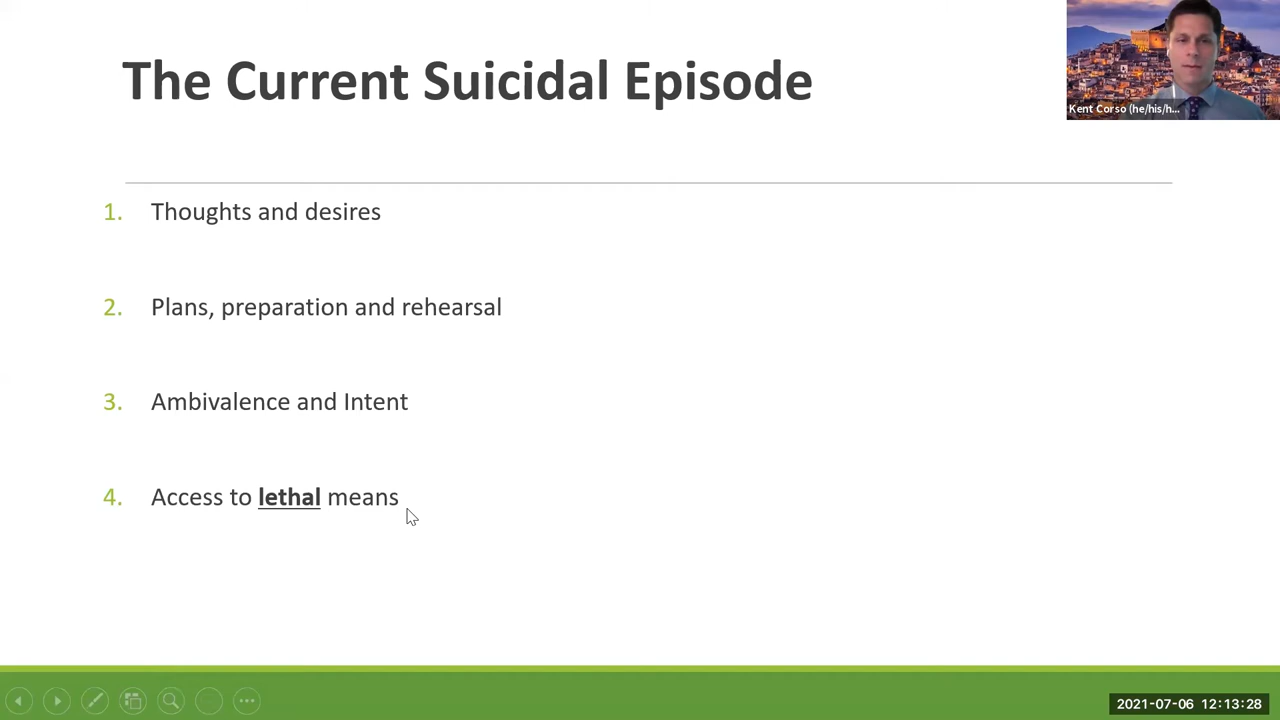 The Current Suicidal Episode
Kent Corso (he/his/h...
1. Thoughts and desires
2. Plans, preparation and rehearsal
3. Ambivalence and Intent
4. Access to lethal means
2021-07-06 12:13:28